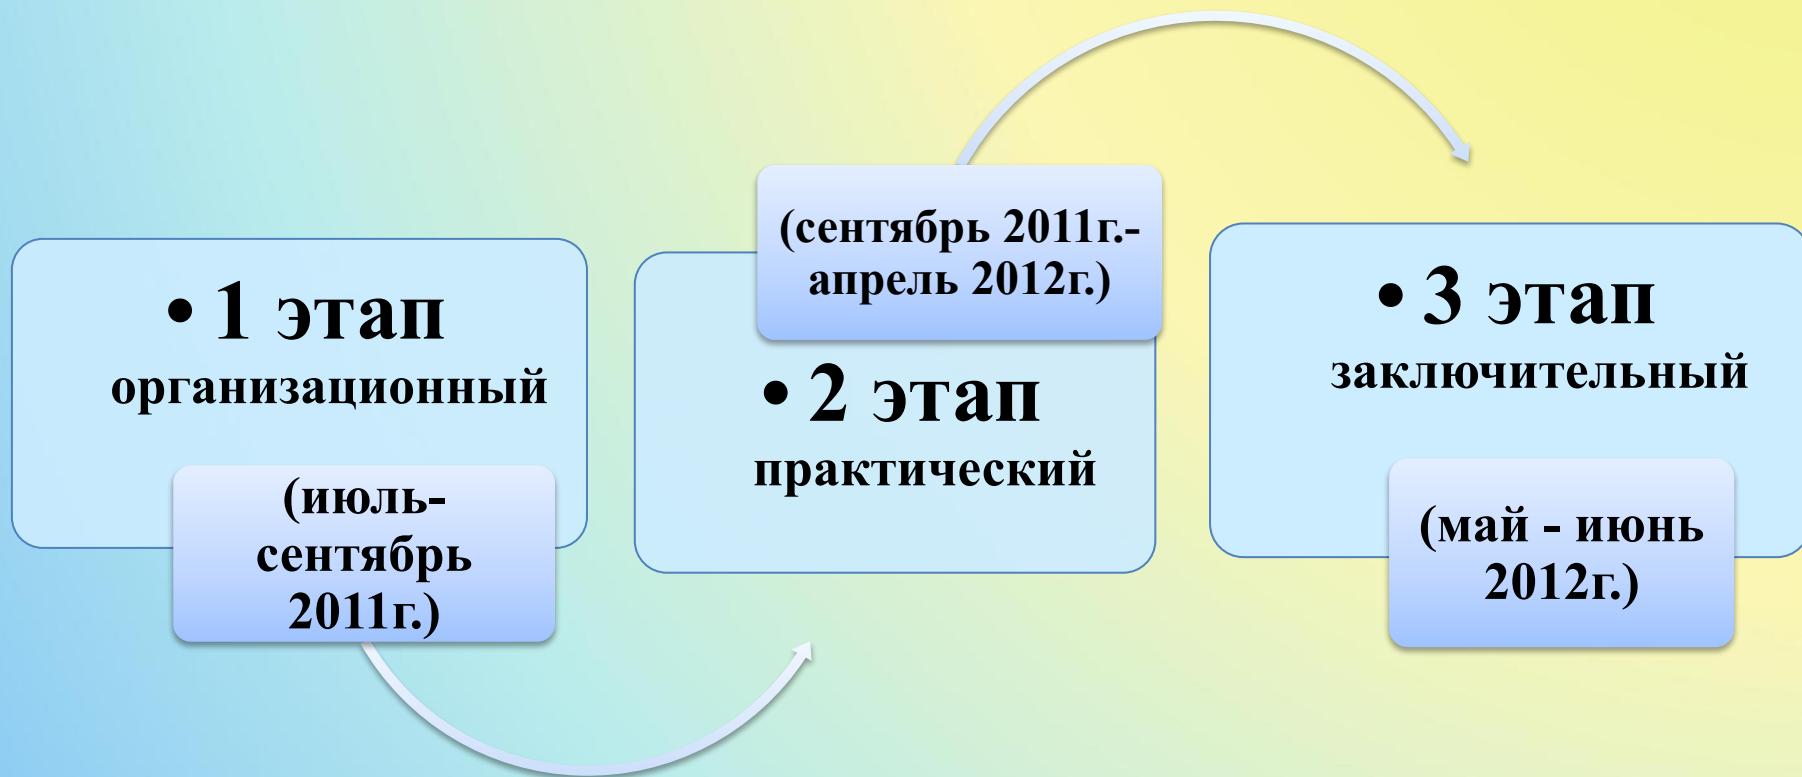 • 1 этап
организационный
(июль-
сентябрь
2011г.)
(сентябрь 2011г.-
апрель 2012г.)
• 2 этап
практический
• 3 этап
заключительный
(май - июнь
2012г.)